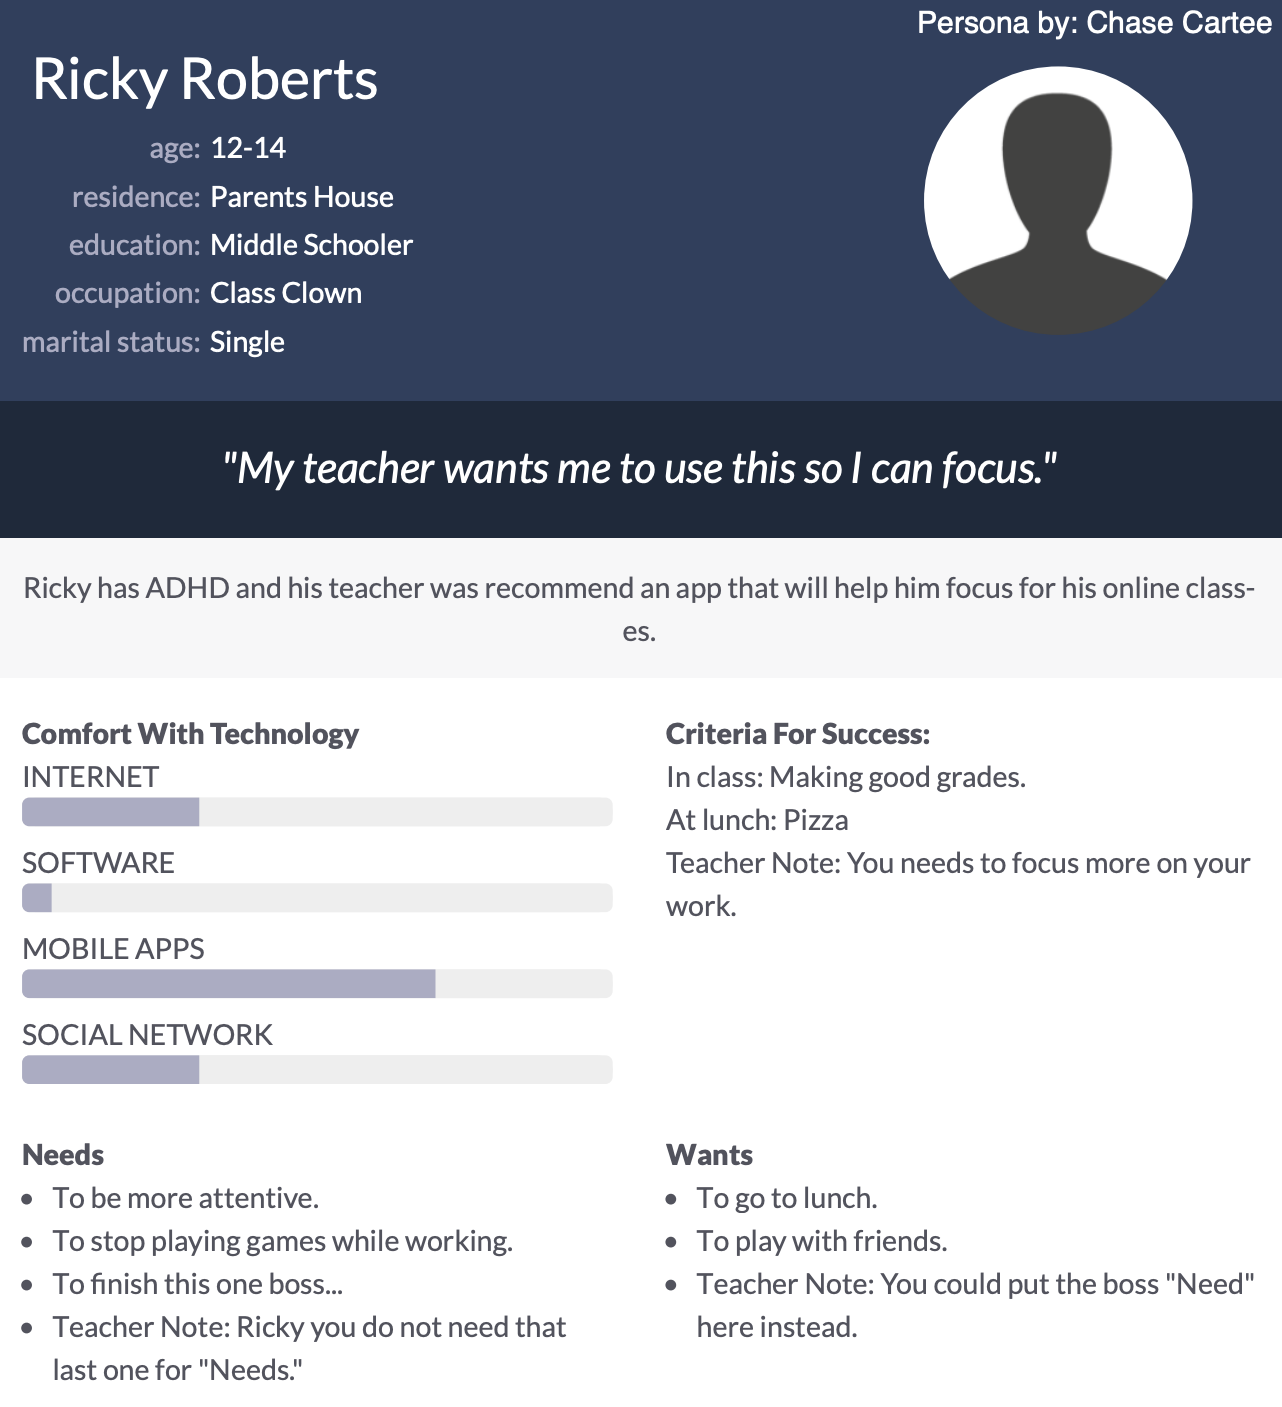 Persona by: Chase Cartee
Ricky Roberts
age: 12-14
residence: Parents House
education: Middle Schooler
occupation: Class Clown
marital status: Single
"My teacher wants me to use this so I can focus."
Ricky has ADHD and his teacher was recommend an app that will help him focus for his online class-
es.
Comfort With Technology
INTERNET
SOFTWARE
MOBILE APPS
SOCIAL NETWORK
Criteria For Success:
In class: Making good grades.
At lunch: Pizza
Teacher Note: You needs to focus more on your
work.
Needs
• To be more attentive.
• To stop playing games while working.
• To finish this one boss...
• Teacher Note: Ricky you do not need that
last one for "Needs."
Wants
• To go to lunch.
• To play with friends.
• Teacher Note: You could put the boss "Need"
here instead.